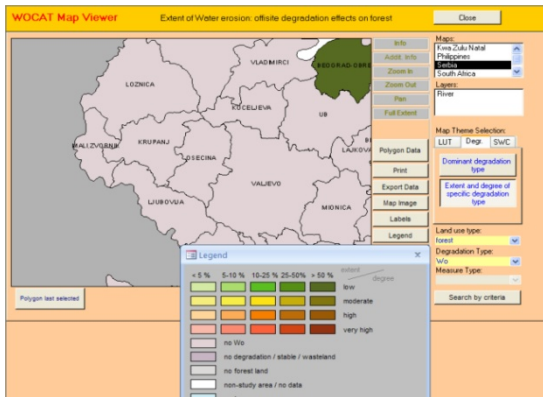 WOCAT Map Viewer
Extent of Water erosion: offsite degradation effects on forest
Close
VLADIMIRCI
BEOGRAD-OBRE
LOZNICA
KOCELJEVA
UB
MALI ZVORNIK
KRUPANJ
OSECINA
LAJKOVA
VALJEVO
LJUBOVIJA
MIONICA
Info
Addit. Info
Zoom In
Zoom Out
Pan
Full Extent
Polygon Data
Print
Export Data
Map Image
Labels
Legend
Maps:
Kwa Zulu Natal
Philippines
Serbia
South Africa
Layers:
River
Map Theme Selection:
LUT Degr. SWC
Dominant degradation
type
Extent and degree of
specific degradation
type
Land use type:
forest
Degradation Type:
Wo
Measure Type:
Search by criteria
Polygon last selected
Legend
< 5 % 5-10 % 10-25 % 25-50% > 50 % extent
degree
low
moderate
high
very high
no Wo
no degradation / stable / wasteland
no forest land
non-study area / no data